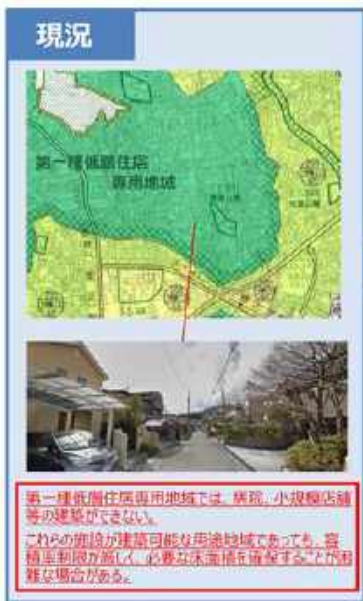 現況
第一種低層住居
専用地域
第一種低層住居専用地域では、病院、小規模店舗
等の建築ができない。
これらの施設が建築可能な用途地域であっても、容
積率制限が厳しく、必要な床面積を確保することが困
難な場合がある。